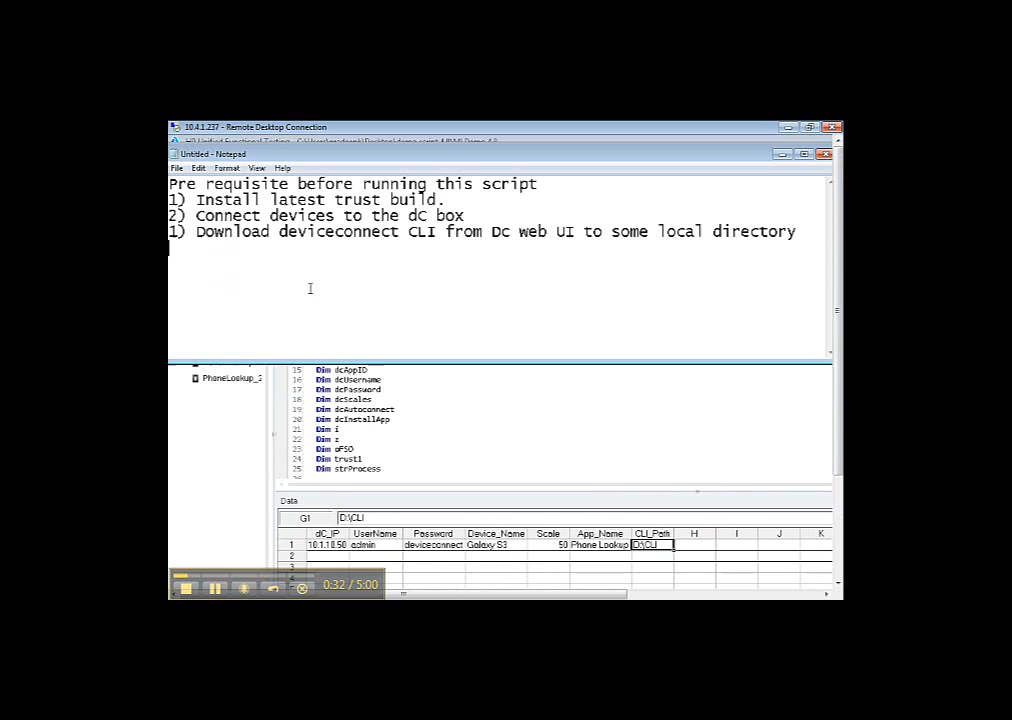 10.4.1.237 - Remote Desktop Connection
HP Unified Functional Testing
Untitled - Notepad
File Edit Format View Help
Pre requisite before running this script
1) Install latest trust build.
2) Connect devices to the dC box
1) Download deviceconnect CLI from Dc web UI to some local directory
PhoneLookup_2
15 Dim dcAppID
16 Dim dcUsername
17 Dim dcPassword
18 Dim dcScales
19 Dim dcAutoconnect
20 Dim dcInstallApp
21 Dim i
22 Dim z
23 Dim oFSO
24 Dim trust1
25 Dim strProcess
Data
G1 D:\CLI
dC_IP UserName Password Device_Name Scale App_Name CLI_Path H I J K
1 10.1.18.50 admin deviceconnect Galaxy S3 50 Phone Lookup D:\CLI
2
3
0:32 / 5:00